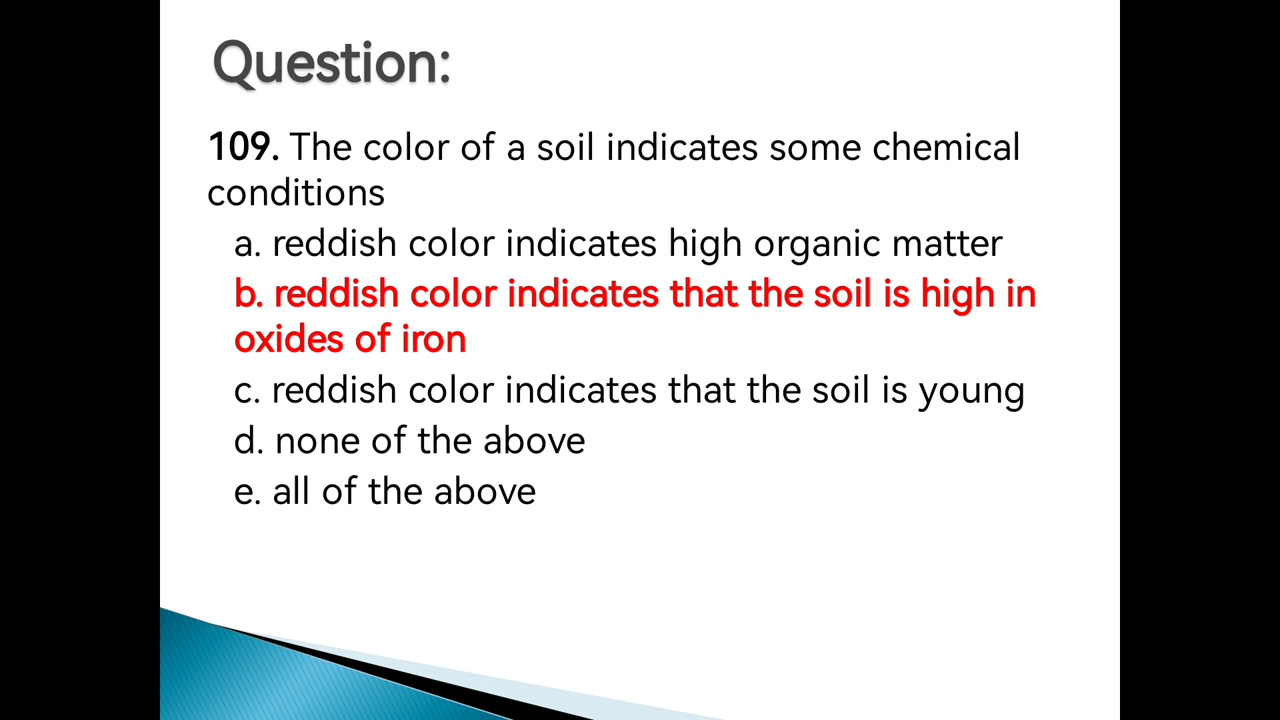 Question:
109. The color of a soil indicates some chemical
conditions
a. reddish color indicates high organic matter
b. reddish color indicates that the soil is high in
oxides of iron
c. reddish color indicates that the soil is young
d. none of the above
e. all of the above